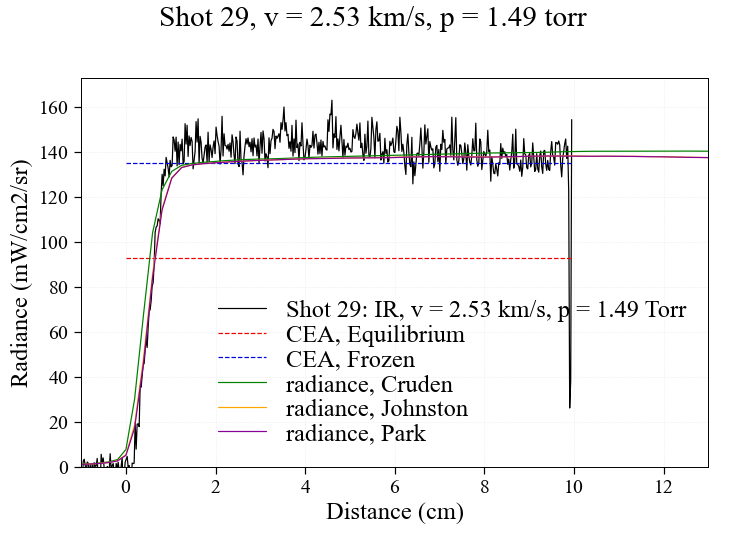 Shot 29, v = 2.53 km/s, p = 1.49 torr
Radiance (mW/cm2/sr)
160
140
120
100
80
60
40
20
0
Shot 29: IR, v = 2.53 km/s, p = 1.49 Torr
CEA, Equilibrium
CEA, Frozen
radiance, Cruden
radiance, Johnston
radiance, Park
0 2 4 6 8 10 12
Distance (cm)